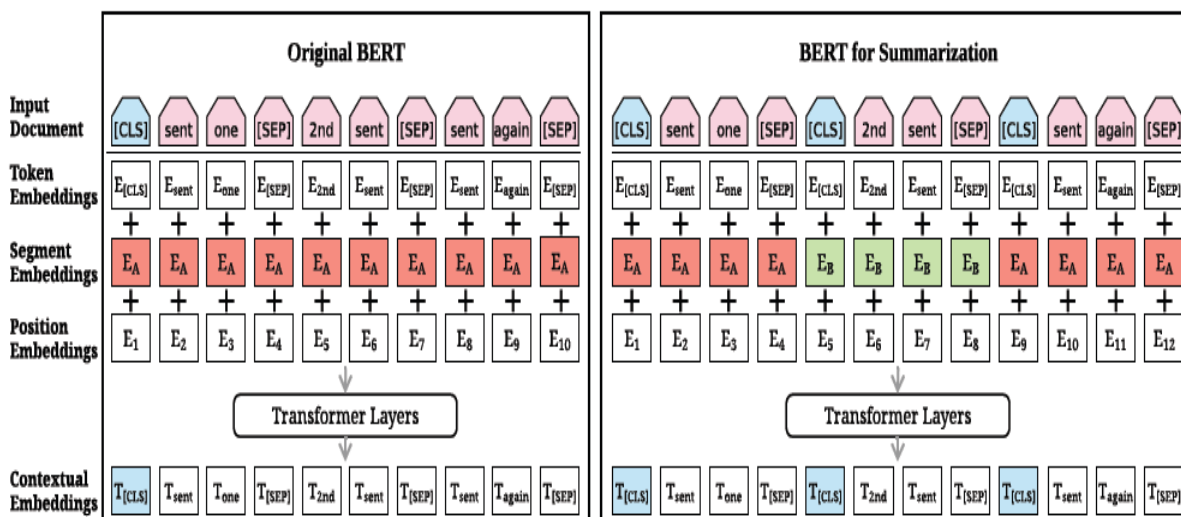 Original BERT
BERT for Summarization
Input Document
[CLS] sent one [SEP] 2nd sent [SEP] sent again [SEP]
[CLS] sent one [SEP] [CLS] 2nd sent [SEP] [CLS] sent again [SEP]
Token Embeddings
E[CLS] Esent Eone E[SEP] E2nd Esent E[SEP] Esent Eagain E[SEP]
E[CLS] Esent Eone E[SEP] E[CLS] E2nd Esent E[SEP] E[CLS] Esent Eagain E[SEP]
+ + + + + + + + + +
+ + + + + + + + + + + +
Segment Embeddings
EA EA EA EA EA EA EA EA EA EA
EA EA EA EA EB EB EB EB EA EA EA EA
+ + + + + + + + + +
+ + + + + + + + + + + +
Position Embeddings
E1 E2 E3 E4 E5 E6 E7 E8 E9 E10
E1 E2 E3 E4 E5 E6 E7 E8 E9 E10 E11 E12
Transformer Layers
Transformer Layers
Contextual Embeddings
T[CLS] Tsent Tone T[SEP] T2nd Tsent T[SEP] Tsent Tagain T[SEP]
T[CLS] Tsent Tone T[SEP] T[CLS] T2nd Tsent T[SEP] T[CLS] Tsent Tagain T[SEP]